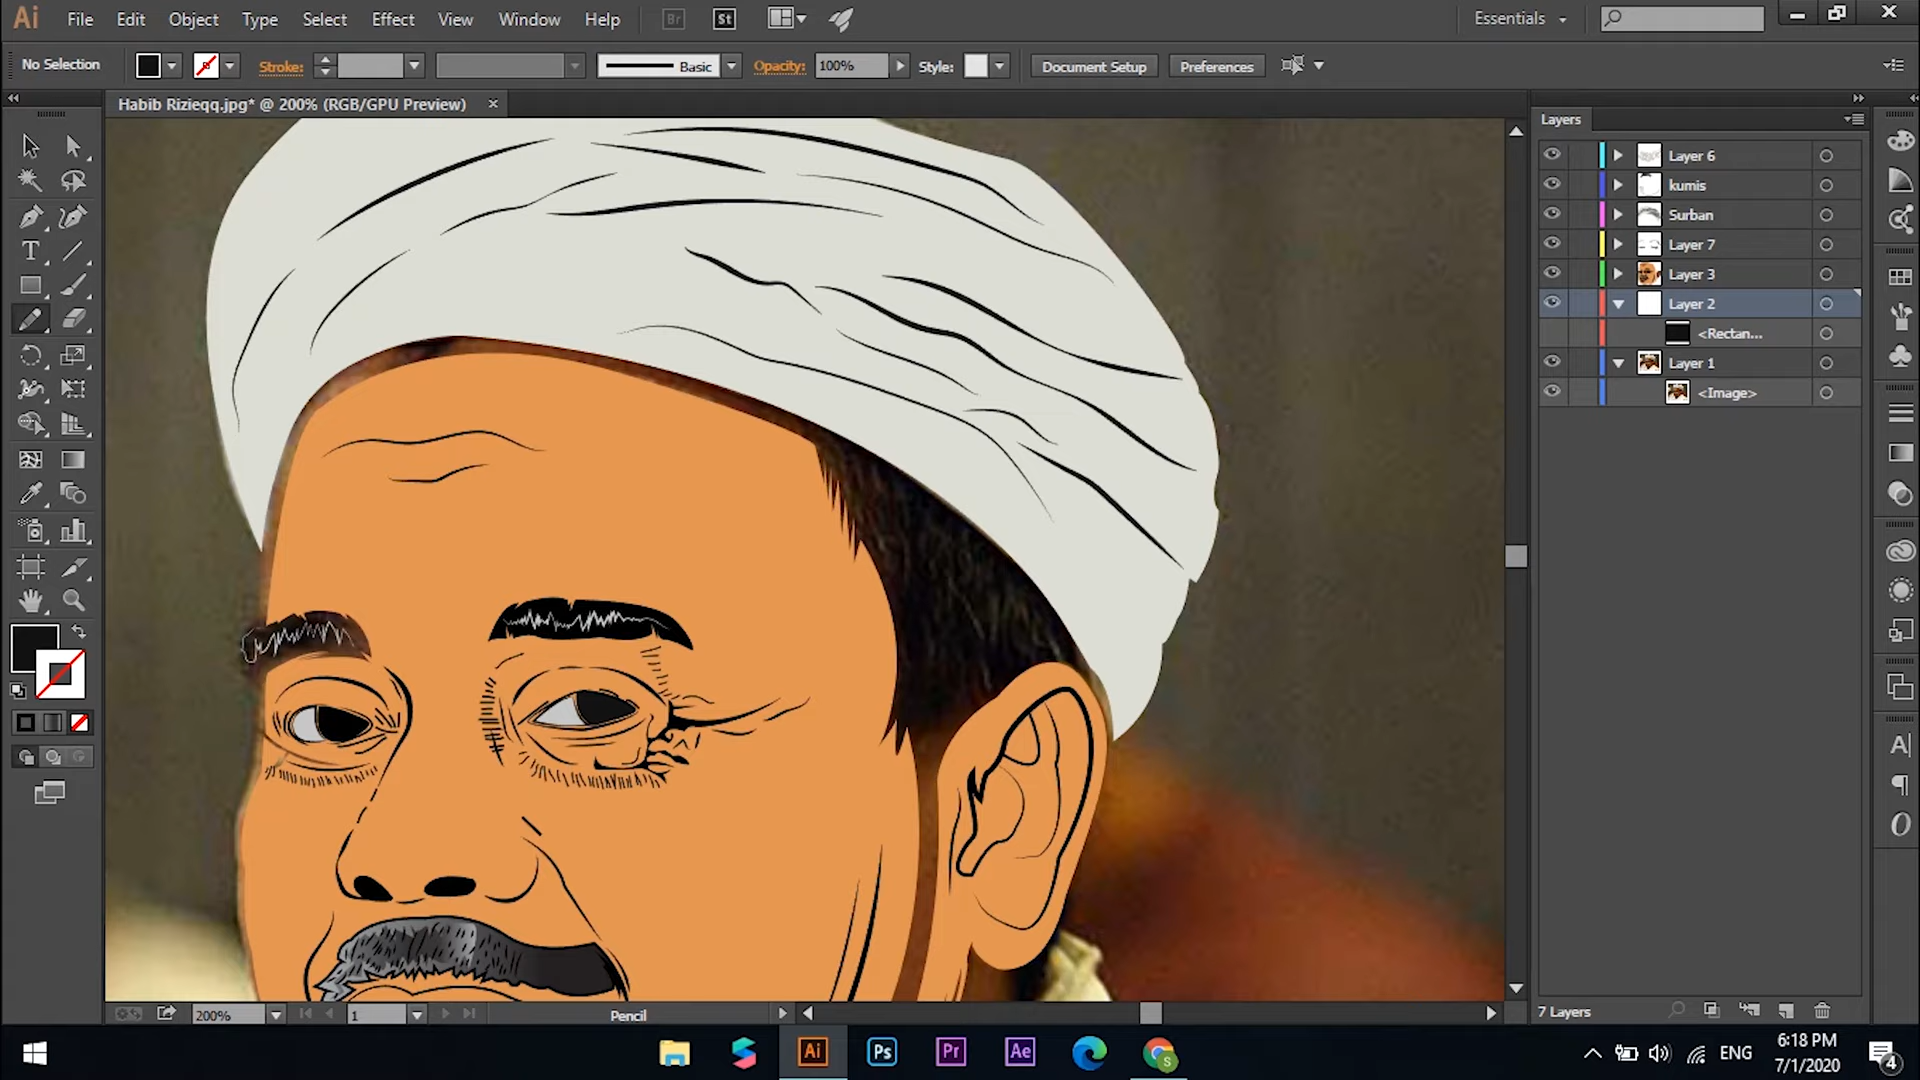 Ai File Edit Object Type Select Effect View Window Help Br St Essentials
No Selection Stroke: Basic Opacity: 100% Style: Document Setup Preferences
Habib Rizieqq.jpg* @ 200% (RGB/GPU Preview)
Layers
Layer 6
kumis
Surban
Layer 7
Layer 3
Layer 2
<Rectan...
Layer 1
<Image>
7 Layers
200% 1 Pencil
Ai Ps Pr Ae S ENG
6:18 PM
7/1/2020
4